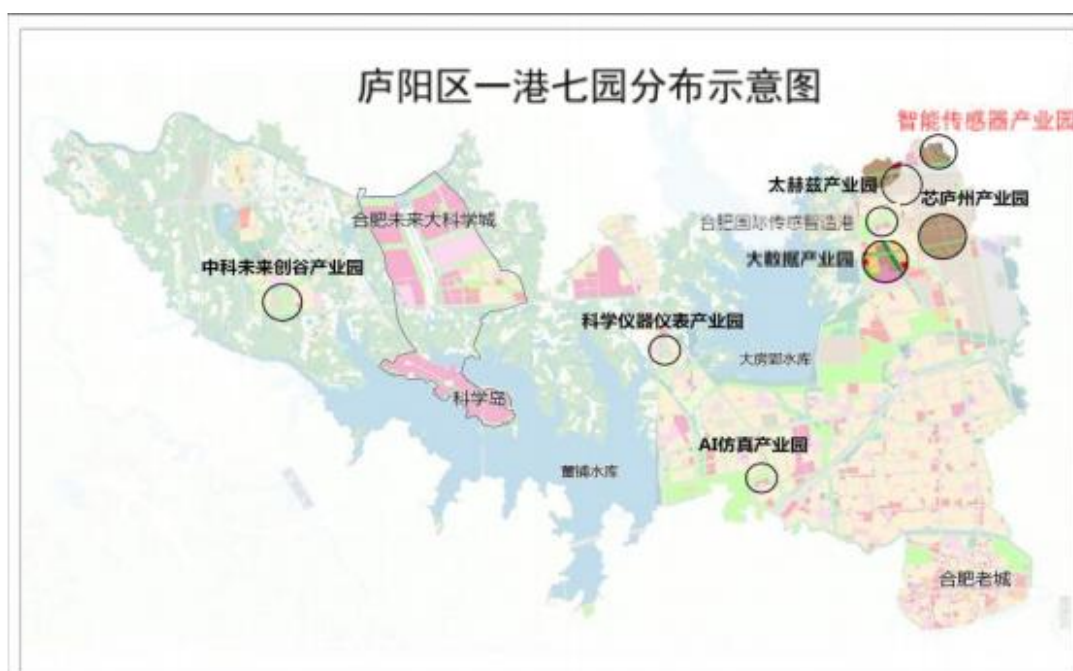 庐阳区一港七园分布示意图
智能传感器产业园
太赫兹产业园
芯庐州产业园
合肥未来大科学城
合肥国际传感智造港
大数据产业园
中科未来创谷产业园
科学仪器仪表产业园
大房郢水库
科学岛
AI仿真产业园
董铺水库
合肥老城